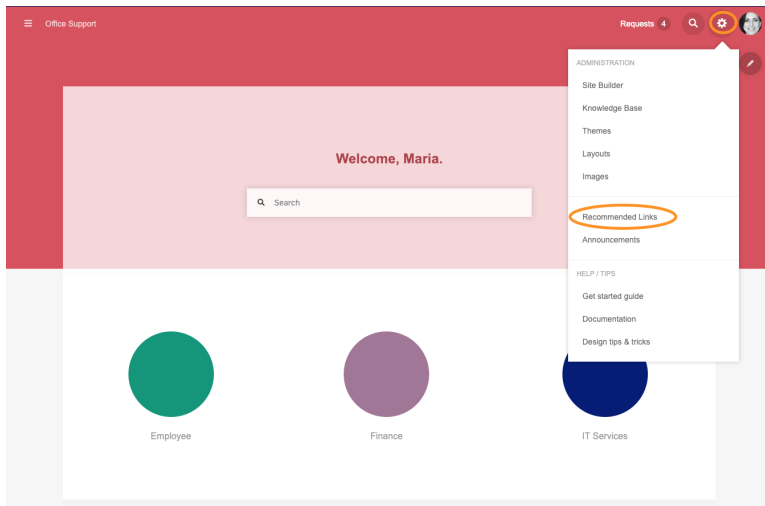 Office Support
Requests 4
ADMINISTRATION
Site Builder
Knowledge Base
Themes
Layouts
Images
Recommended Links
Announcements
HELP / TIPS
Get started guide
Documentation
Design tips & tricks
Welcome, Maria.
Search
Employee
Finance
IT Services